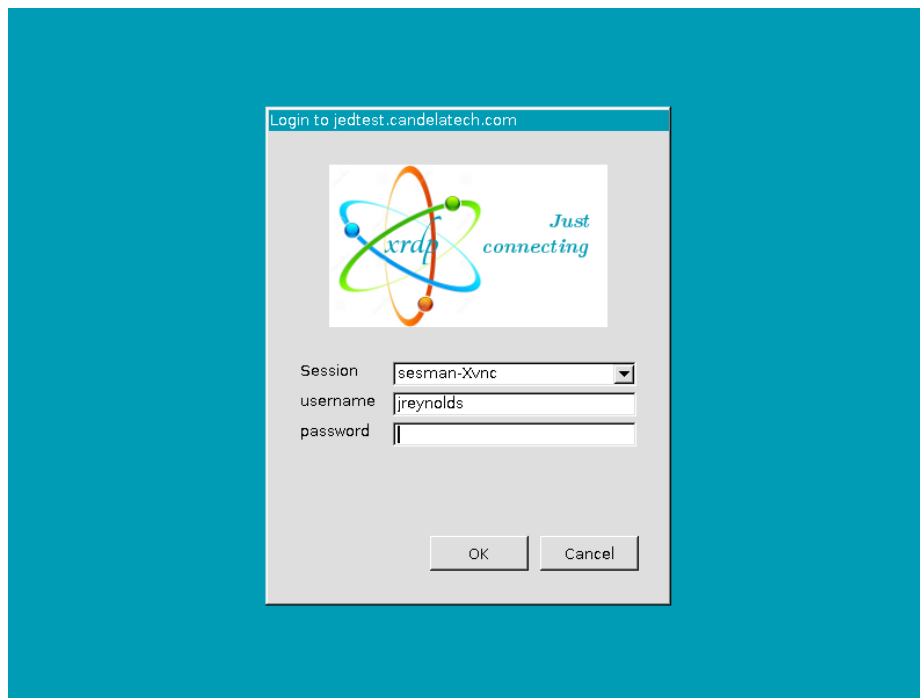 Login to jedtest.candelatech.com
Just
connecting
xrdp
Session
sesman-Xvnc
username
jreynolds
password
OK
Cancel